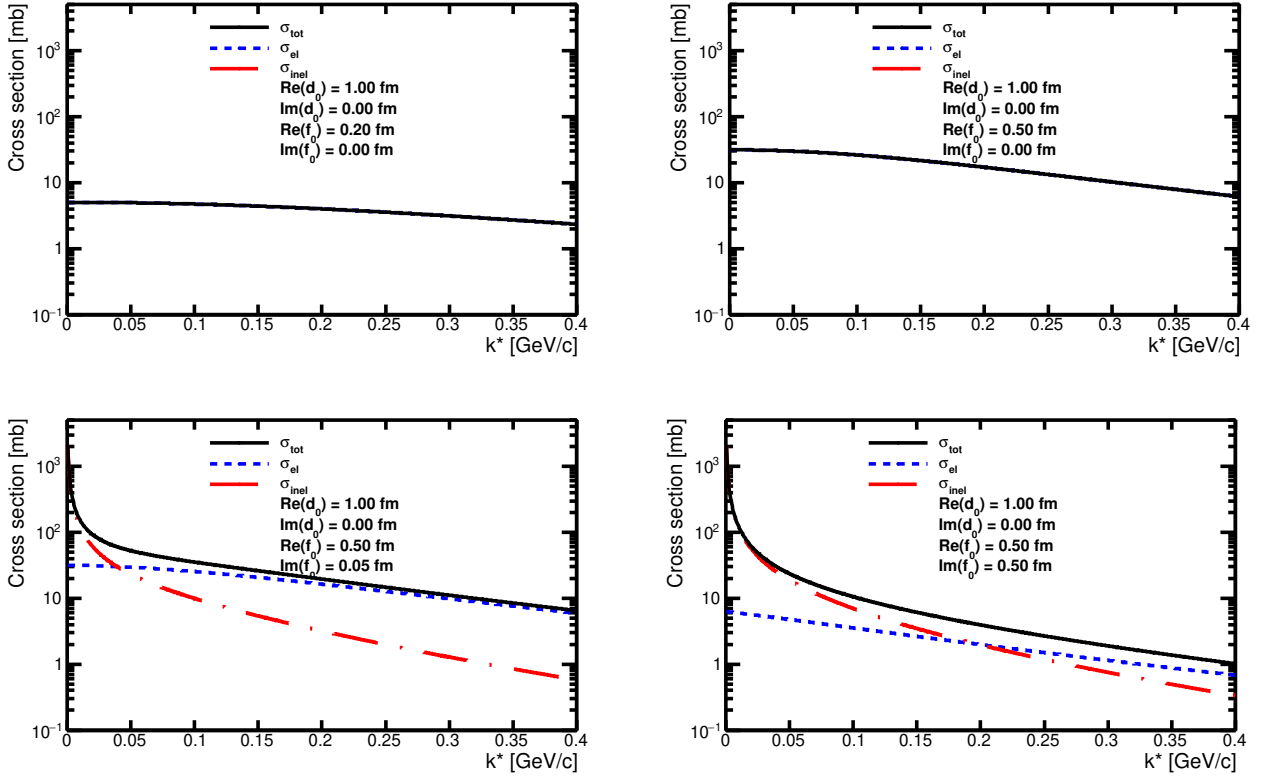 Cross section [mb]
10³
10²
10
1
10⁻¹
σtot
σel
σinel
Re(d₀) = 1.00 fm
Im(d₀) = 0.00 fm
Re(f₀) = 0.20 fm
Im(f₀) = 0.00 fm
0 0.05 0.1 0.15 0.2 0.25 0.3 0.35 0.4
k* [GeV/c]
Cross section [mb]
10³
10²
10
1
10⁻¹
σtot
σel
σinel
Re(d₀) = 1.00 fm
Im(d₀) = 0.00 fm
Re(f₀) = 0.50 fm
Im(f₀) = 0.00 fm
0 0.05 0.1 0.15 0.2 0.25 0.3 0.35 0.4
k* [GeV/c]
Cross section [mb]
10³
10²
10
1
10⁻¹
σtot
σel
σinel
Re(d₀) = 1.00 fm
Im(d₀) = 0.00 fm
Re(f₀) = 0.50 fm
Im(f₀) = 0.05 fm
0 0.05 0.1 0.15 0.2 0.25 0.3 0.35 0.4
k* [GeV/c]
Cross section [mb]
10³
10²
10
1
10⁻¹
σtot
σel
σinel
Re(d₀) = 1.00 fm
Im(d₀) = 0.00 fm
Re(f₀) = 0.50 fm
Im(f₀) = 0.50 fm
0 0.05 0.1 0.15 0.2 0.25 0.3 0.35 0.4
k* [GeV/c]